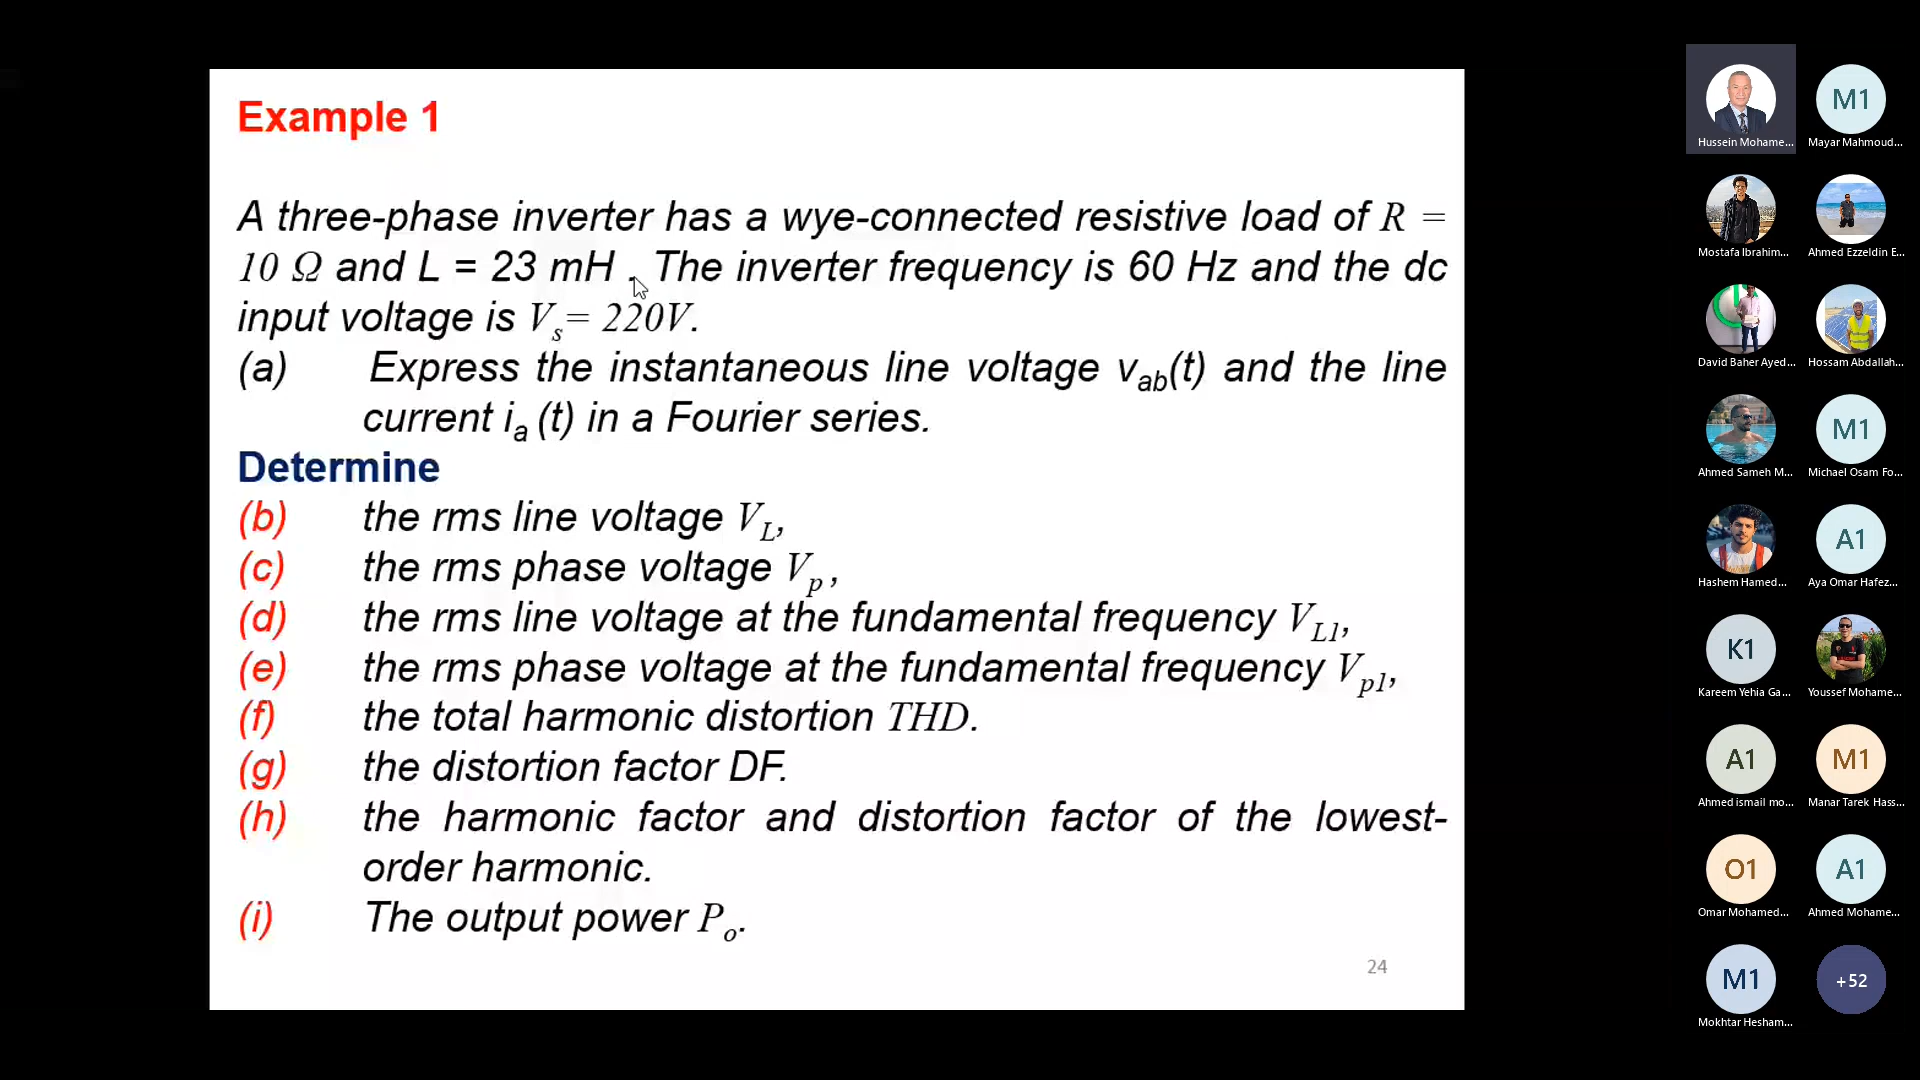 Example 1
A three-phase inverter has a wye-connected resistive load of R =
10 Ω and L = 23 mH . The inverter frequency is 60 Hz and the dc
input voltage is Vs= 220V.
(a) Express the instantaneous line voltage vab(t) and the line
current ia (t) in a Fourier series.
Determine
(b) the rms line voltage VL,
(c) the rms phase voltage Vp ,
(d) the rms line voltage at the fundamental frequency VL1,
(e) the rms phase voltage at the fundamental frequency Vp1,
(f) the total harmonic distortion THD.
(g) the distortion factor DF.
(h) the harmonic factor and distortion factor of the lowest-
order harmonic.
(i) The output power Po.
24
Hussein Mohame...
M1
Mayar Mahmoud...
Mostafa Ibrahim...
Ahmed Ezzeldin E...
David Baher Ayed...
Hossam Abdallah...
Ahmed Sameh M...
M1
Michael Osam Fo...
Hashem Hamed...
A1
Aya Omar Hafez...
K1
Kareem Yehia Ga...
Youssef Mohame...
A1
Ahmed ismail mo...
M1
Manar Tarek Hass...
O1
Omar Mohamed...
A1
Ahmed Mohame...
M1
Mokhtar Hesham...
+52